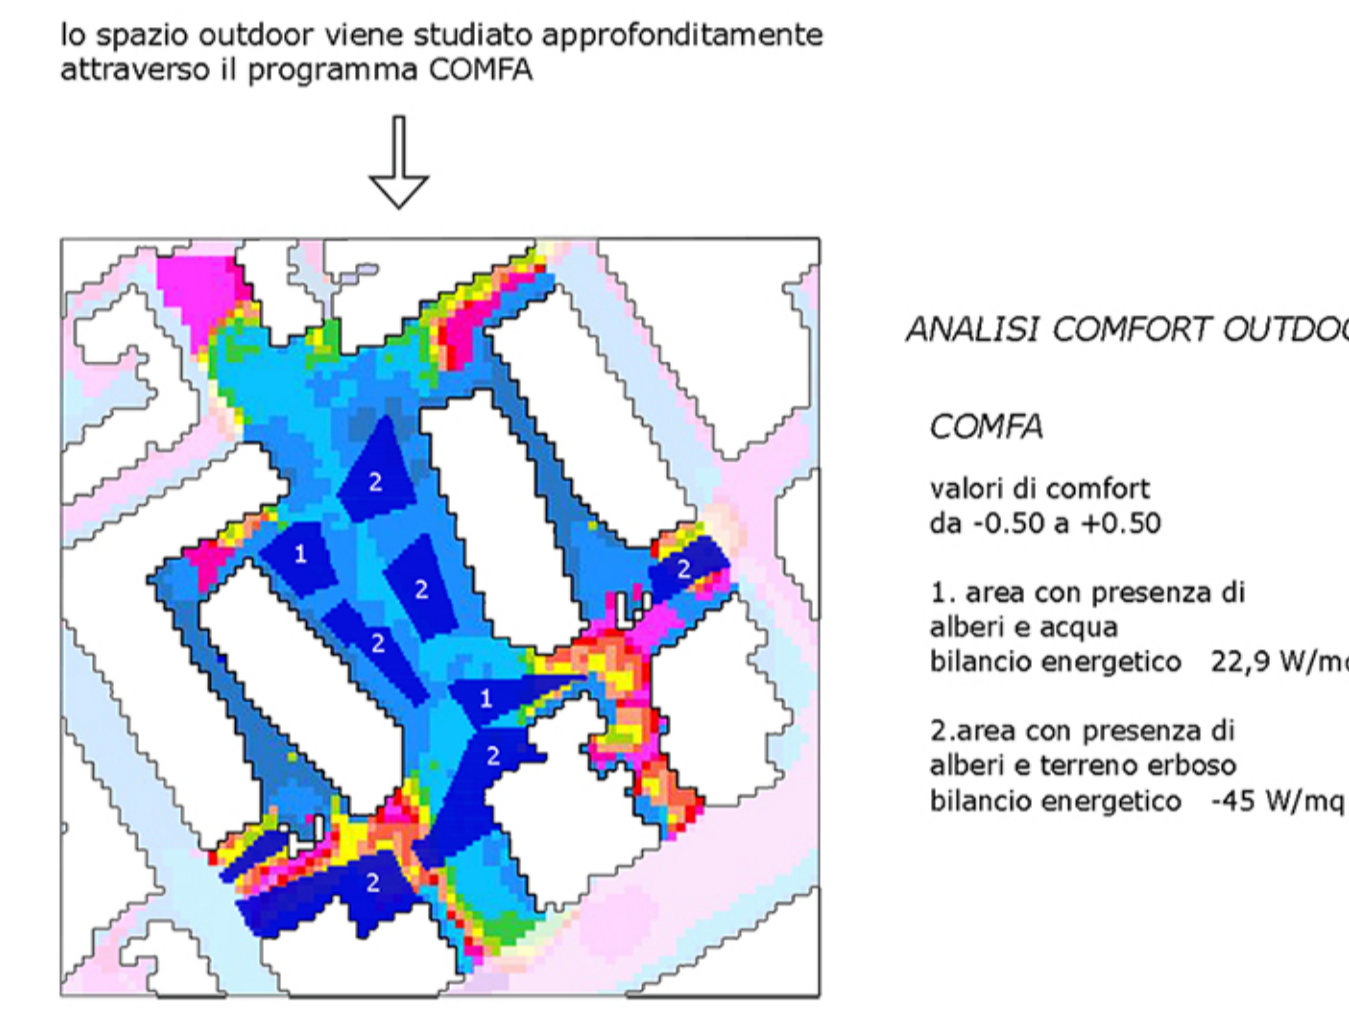 lo spazio outdoor viene studiato approfonditamente
attraverso il programma COMFA
ANALISI COMFORT
COMFA
valori di comfort
da -0.50 a +0.50
1. area con presenza di
alberi e acqua
bilancio energetico 22,9
2.area con presenza di
alberi e terreno erboso
bilancio energetico -45 W/mq
2
1
2
2
2
1
2
2